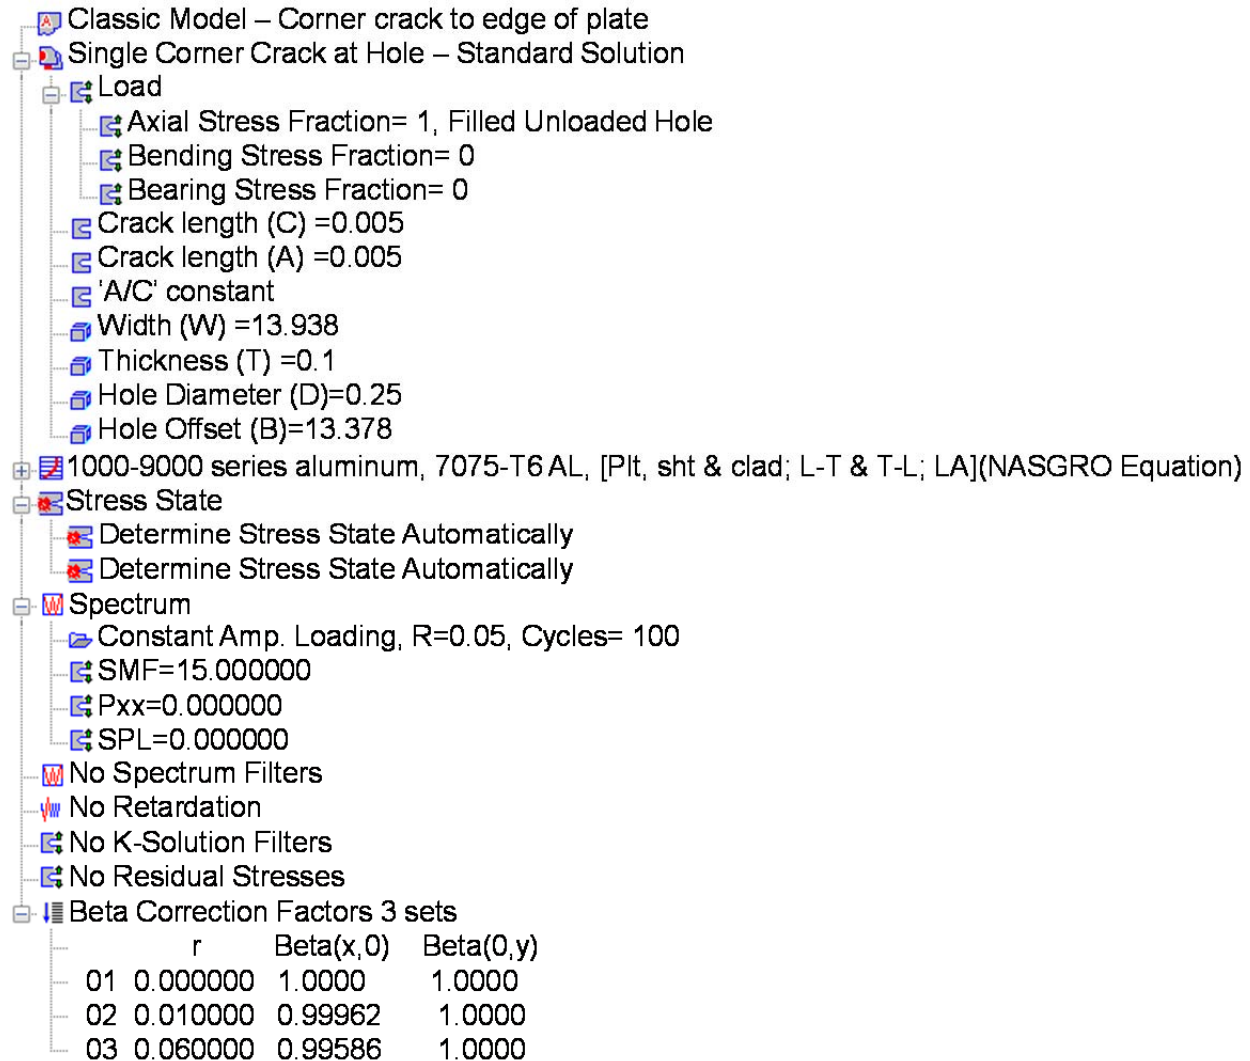 Classic Model – Corner crack to edge of plate
Single Corner Crack at Hole – Standard Solution
Load
Axial Stress Fraction= 1, Filled Unloaded Hole
Bending Stress Fraction= 0
Bearing Stress Fraction= 0
Crack length (C) =0.005
Crack length (A) =0.005
'A/C' constant
Width (W) =13.938
Thickness (T) =0.1
Hole Diameter (D)=0.25
Hole Offset (B)=13.378
1000-9000 series aluminum, 7075-T6 AL, [Plt, sht & clad; L-T & T-L; LA](NASGRO Equation)
Stress State
Determine Stress State Automatically
Determine Stress State Automatically
Spectrum
Constant Amp. Loading, R=0.05, Cycles= 100
SMF=15.000000
Pxx=0.000000
SPL=0.000000
No Spectrum Filters
No Retardation
No K-Solution Filters
No Residual Stresses
Beta Correction Factors 3 sets
r Beta(x,0) Beta(0,y)
01 0.000000 1.0000 1.0000
02 0.010000 0.99962 1.0000
03 0.060000 0.99586 1.0000